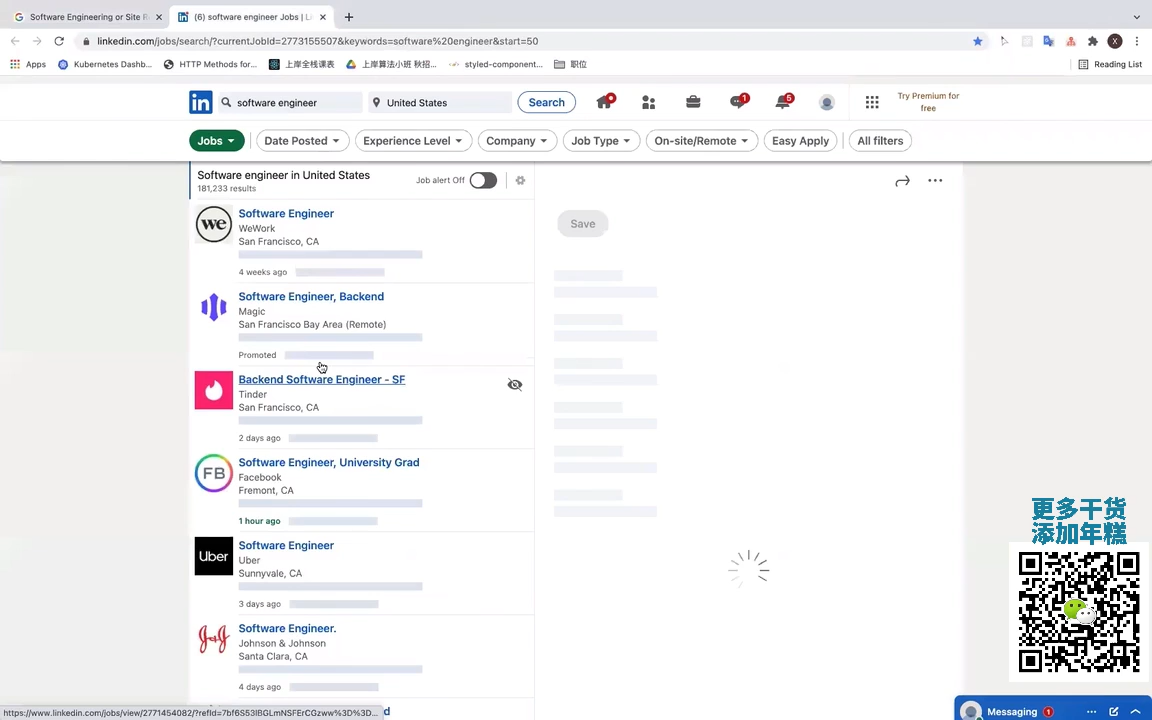 Software Engineering or Site R
(6) software engineer Jobs | Li
linkedin.com/jobs/search/?currentJobId=2773155507&keywords=software%20engineer&start=50
X
Apps
Kubernetes Dashb...
HTTP Methods for...
上岸全栈课表
上岸算法小班 秋招...
styled-component...
职位
Reading List
in
software engineer
United States
Search
1
5
Try Premium for
free
Jobs
Date Posted
Experience Level
Company
Job Type
On-site/Remote
Easy Apply
All filters
Software engineer in United States
181,233 results
Job alert Off
Save
we
Software Engineer
WeWork
San Francisco, CA
4 weeks ago
Software Engineer, Backend
Magic
San Francisco Bay Area (Remote)
Promoted
Backend Software Engineer - SF
Tinder
San Francisco, CA
2 days ago
FB
Software Engineer, University Grad
Facebook
Fremont, CA
1 hour ago
Uber
Software Engineer
Uber
Sunnyvale, CA
3 days ago
J&J
Software Engineer.
Johnson & Johnson
Santa Clara, CA
4 days ago
更多干货
添加年糕
Messaging 1